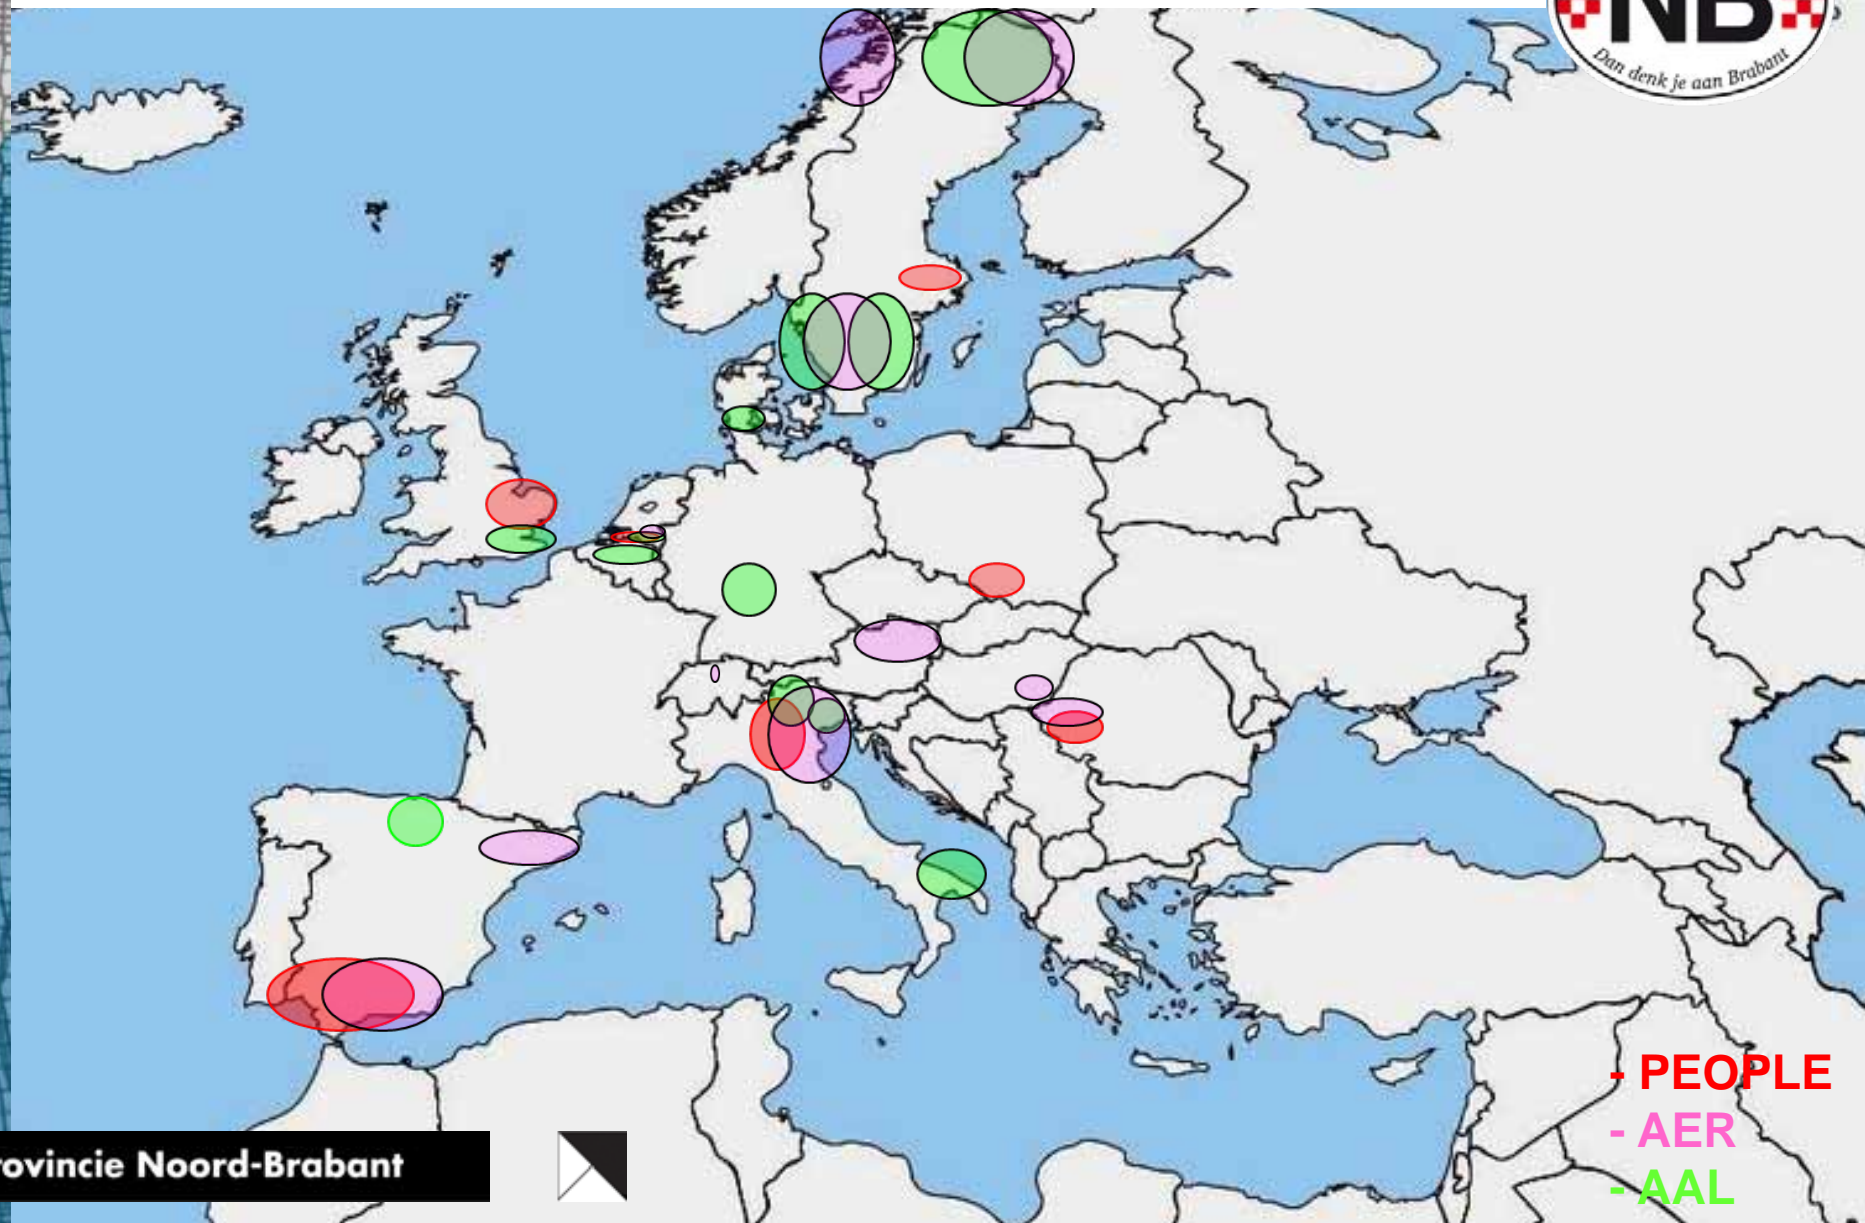 NB
Dan denk je aan Brabant
- PEOPLE
- AER
- AAL
rovincie Noord-Brabant